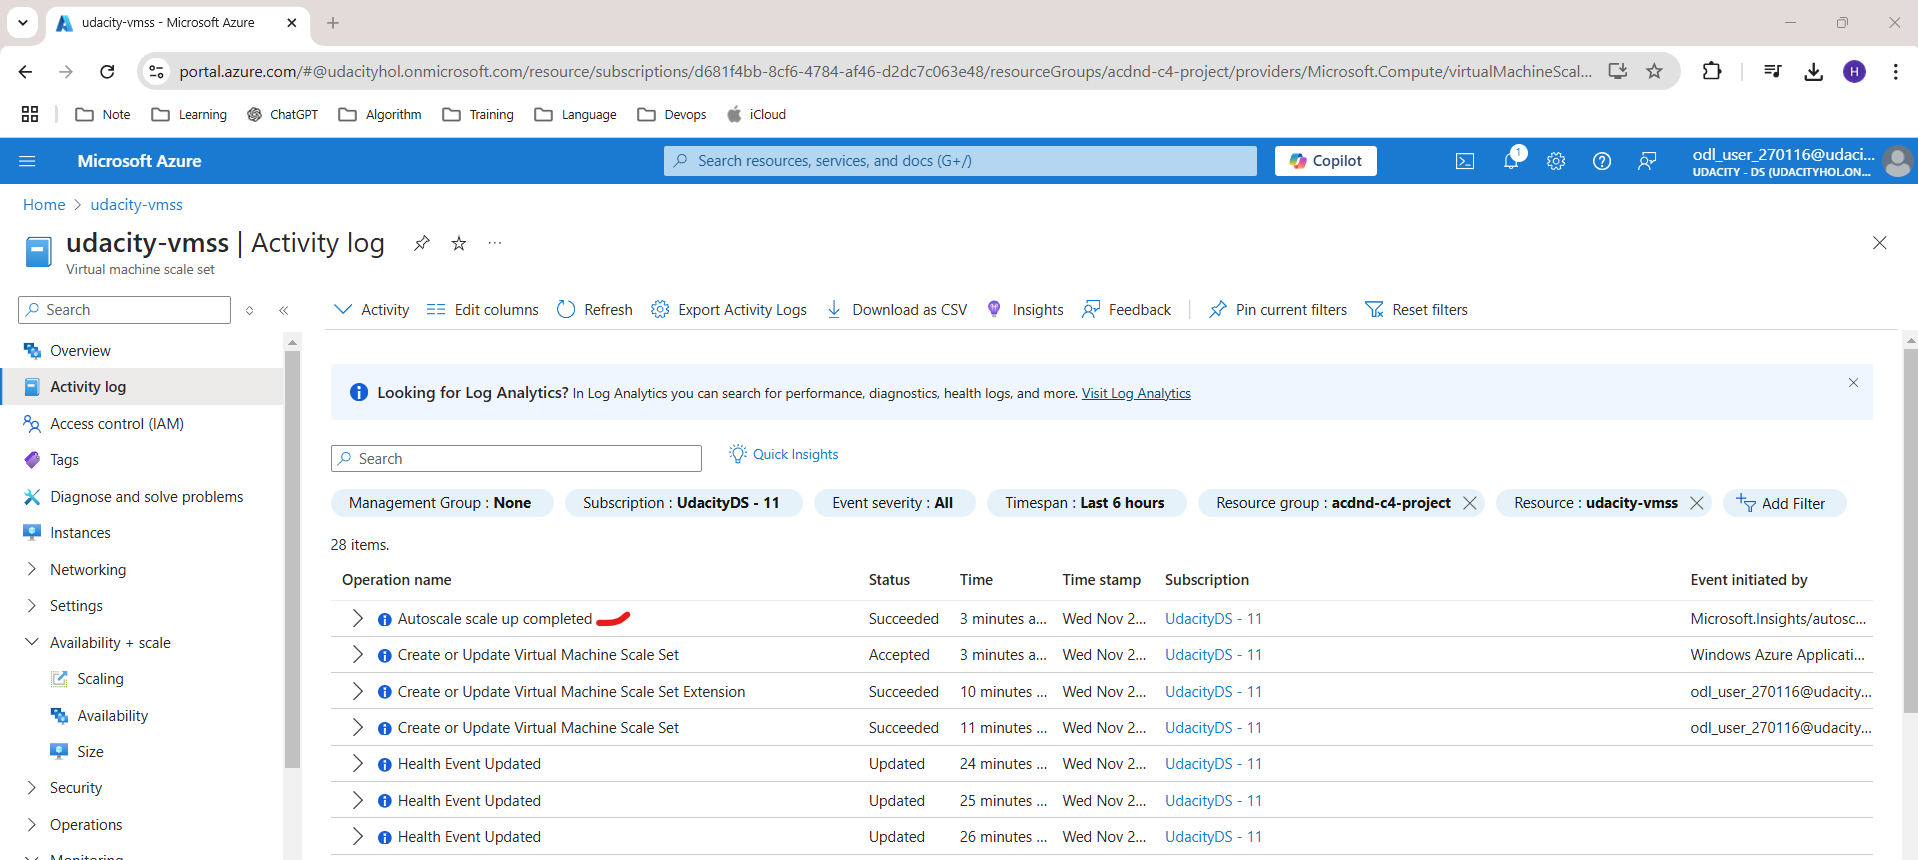 udacity-vmss - Microsoft Azure
portal.azure.com/#@udacityhol.onmicrosoft.com/resource/subscriptions/d681f4bb-8cf6-4784-af46-d2dc7c063e48/resourceGroups/acdnd-c4-project/providers/Microsoft.Compute/virtualMachineScal...
H
Note Learning ChatGPT Algorithm Training Language Devops iCloud
Microsoft Azure
Search resources, services, and docs (G+/)
Copilot
1
odl_user_270116@udaci...
UDACITY - DS (UDACITYHOL.ON...
Home > udacity-vmss
udacity-vmss | Activity log
Virtual machine scale set
Search
Overview
Activity log
Access control (IAM)
Tags
Diagnose and solve problems
Instances
Networking
Settings
Availability + scale
Scaling
Availability
Size
Security
Operations
Monitoring
Activity Edit columns Refresh Export Activity Logs Download as CSV Insights Feedback Pin current filters Reset filters
Looking for Log Analytics? In Log Analytics you can search for performance, diagnostics, health logs, and more. Visit Log Analytics
Search
Quick Insights
Management Group : None Subscription : UdacityDS - 11 Event severity : All Timespan : Last 6 hours Resource group : acdnd-c4-project Resource : udacity-vmss Add Filter
28 items.
Operation name Status Time Time stamp Subscription Event initiated by
Autoscale scale up completed Succeeded 3 minutes a... Wed Nov 2... UdacityDS - 11 Microsoft.Insights/autosc...
Create or Update Virtual Machine Scale Set Accepted 3 minutes a... Wed Nov 2... UdacityDS - 11 Windows Azure Applicati...
Create or Update Virtual Machine Scale Set Extension Succeeded 10 minutes ... Wed Nov 2... UdacityDS - 11 odl_user_270116@udacity...
Create or Update Virtual Machine Scale Set Succeeded 11 minutes ... Wed Nov 2... UdacityDS - 11 odl_user_270116@udacity...
Health Event Updated Updated 24 minutes ... Wed Nov 2... UdacityDS - 11
Health Event Updated Updated 25 minutes ... Wed Nov 2... UdacityDS - 11
Health Event Updated Updated 26 minutes ... Wed Nov 2... UdacityDS - 11